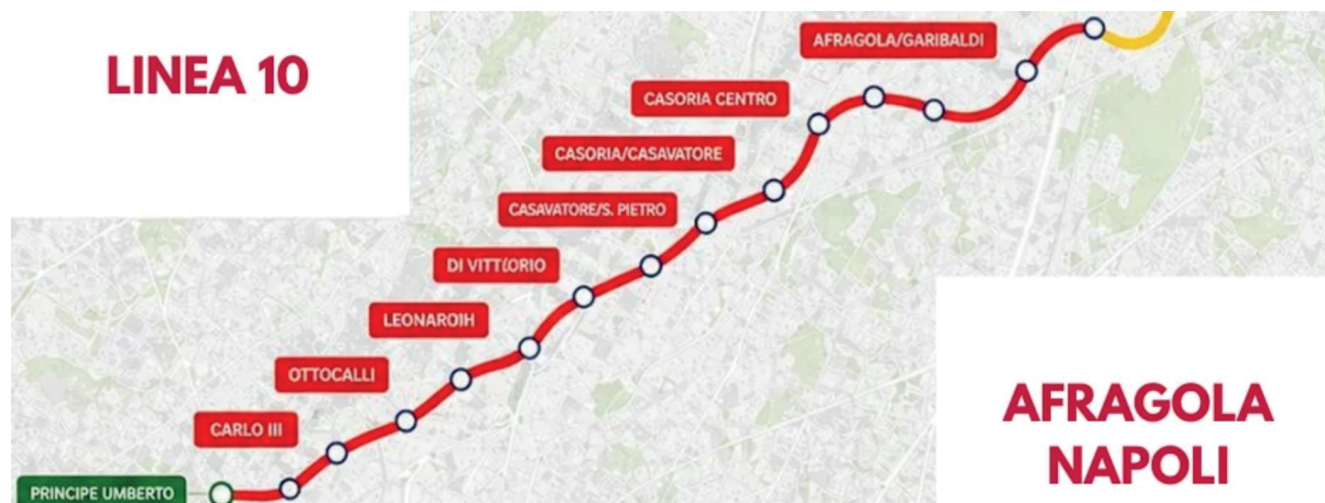 LINEA 10
AFRAGOLA/GARIBALDI
CASORIA CENTRO
CASORIA/CASAVATORE
CASAVATORE/S. PIETRO
DI VITT(ORIO
LEONAROIH
OTTOCALLI
CARLO III
PRINCIPE UMBERTO
AFRAGOLA
NAPOLI